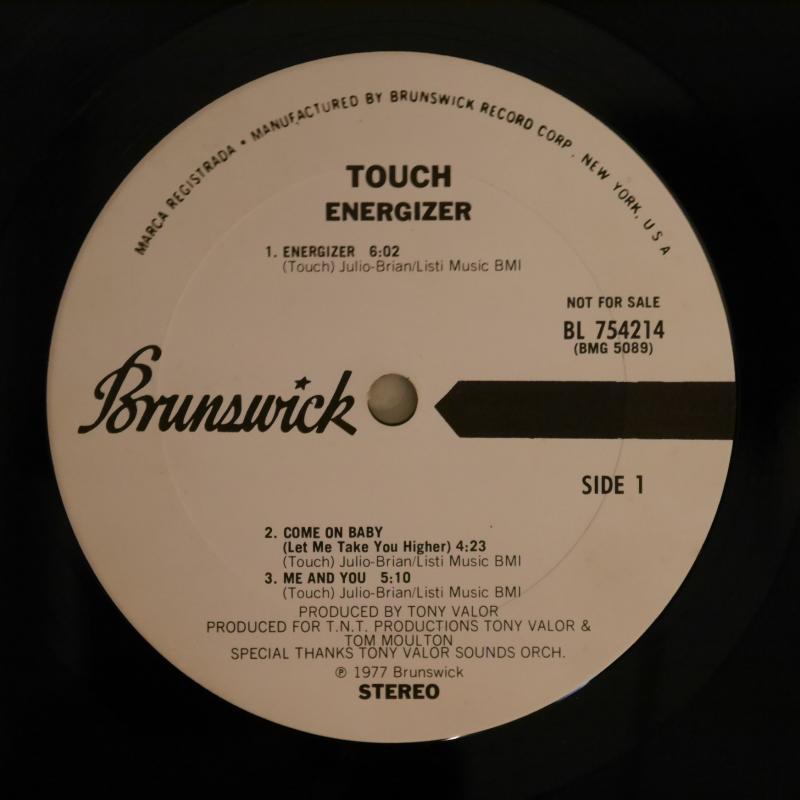 MARCA REGISTRADA • MANUFACTURED BY BRUNSWICK RECORD CORP. NEW YORK, U S A
TOUCH
ENERGIZER
1. ENERGIZER 6:02
(Touch) Julio-Brian/Listi Music BMI
NOT FOR SALE
BL 754214
(BMG 5089)
Brunswick
SIDE 1
2. COME ON BABY
(Let Me Take You Higher) 4:23
(Touch) Julio-Brian/Listi Music BMI
3. ME AND YOU 5:10
(Touch) Julio-Brian/Listi Music BMI
PRODUCED BY TONY VALOR
PRODUCED FOR T.N.T. PRODUCTIONS TONY VALOR &
TOM MOULTON
SPECIAL THANKS TONY VALOR SOUNDS ORCH.
℗ 1977 Brunswick
STEREO